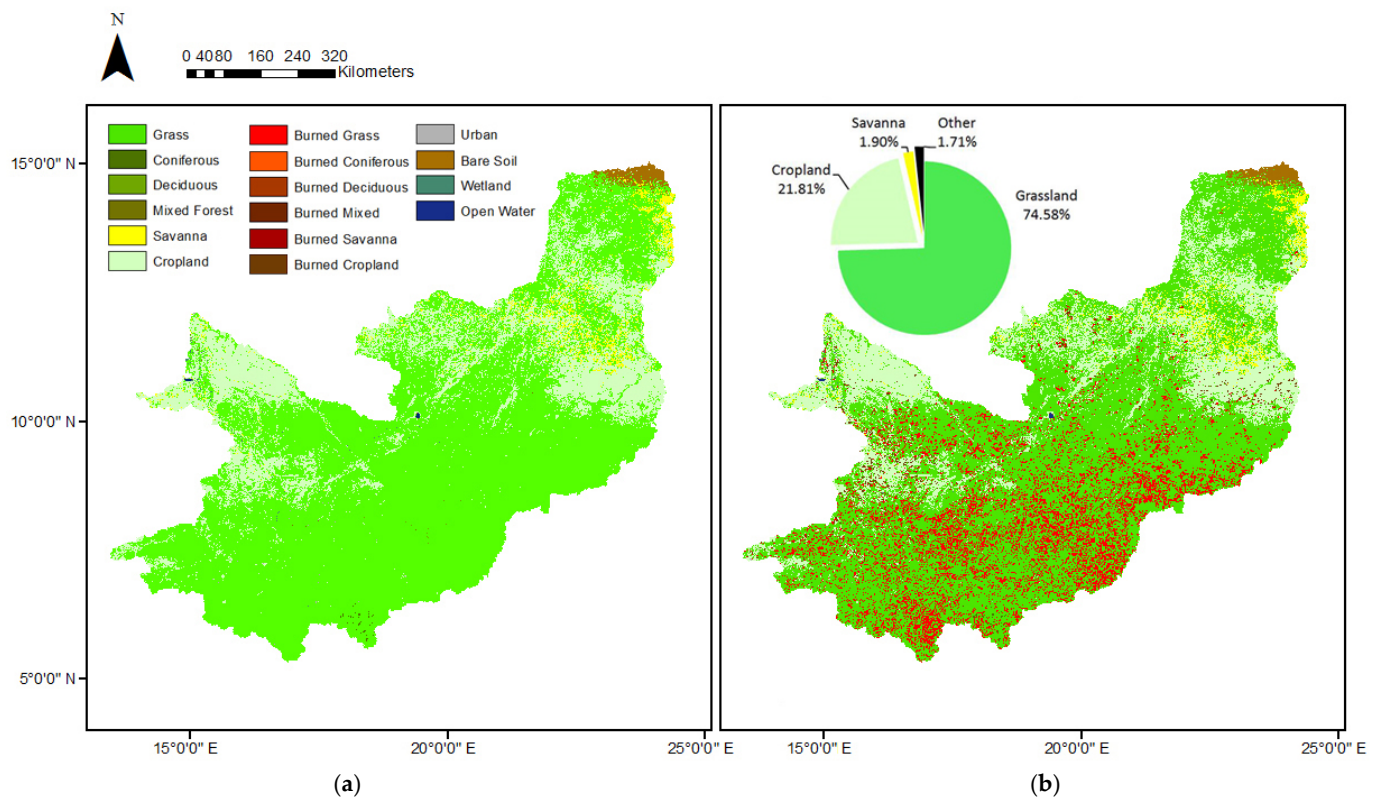 N
0 40 80 160 240 320
Kilometers
Grass
Coniferous
Deciduous
Mixed Forest
Savanna
Cropland
Burned Grass
Burned Coniferous
Burned Deciduous
Burned Mixed
Burned Savanna
Burned Cropland
Urban
Bare Soil
Wetland
Open Water
Savanna
1.90%
Other
1.71%
Cropland
21.81%
Grassland
74.58%
15°0'0" N
10°0'0" N
5°0'0" N
15°0'0" E
20°0'0" E
25°0'0" E
15°0'0" E
20°0'0" E
25°0'0" E
(a)
(b)